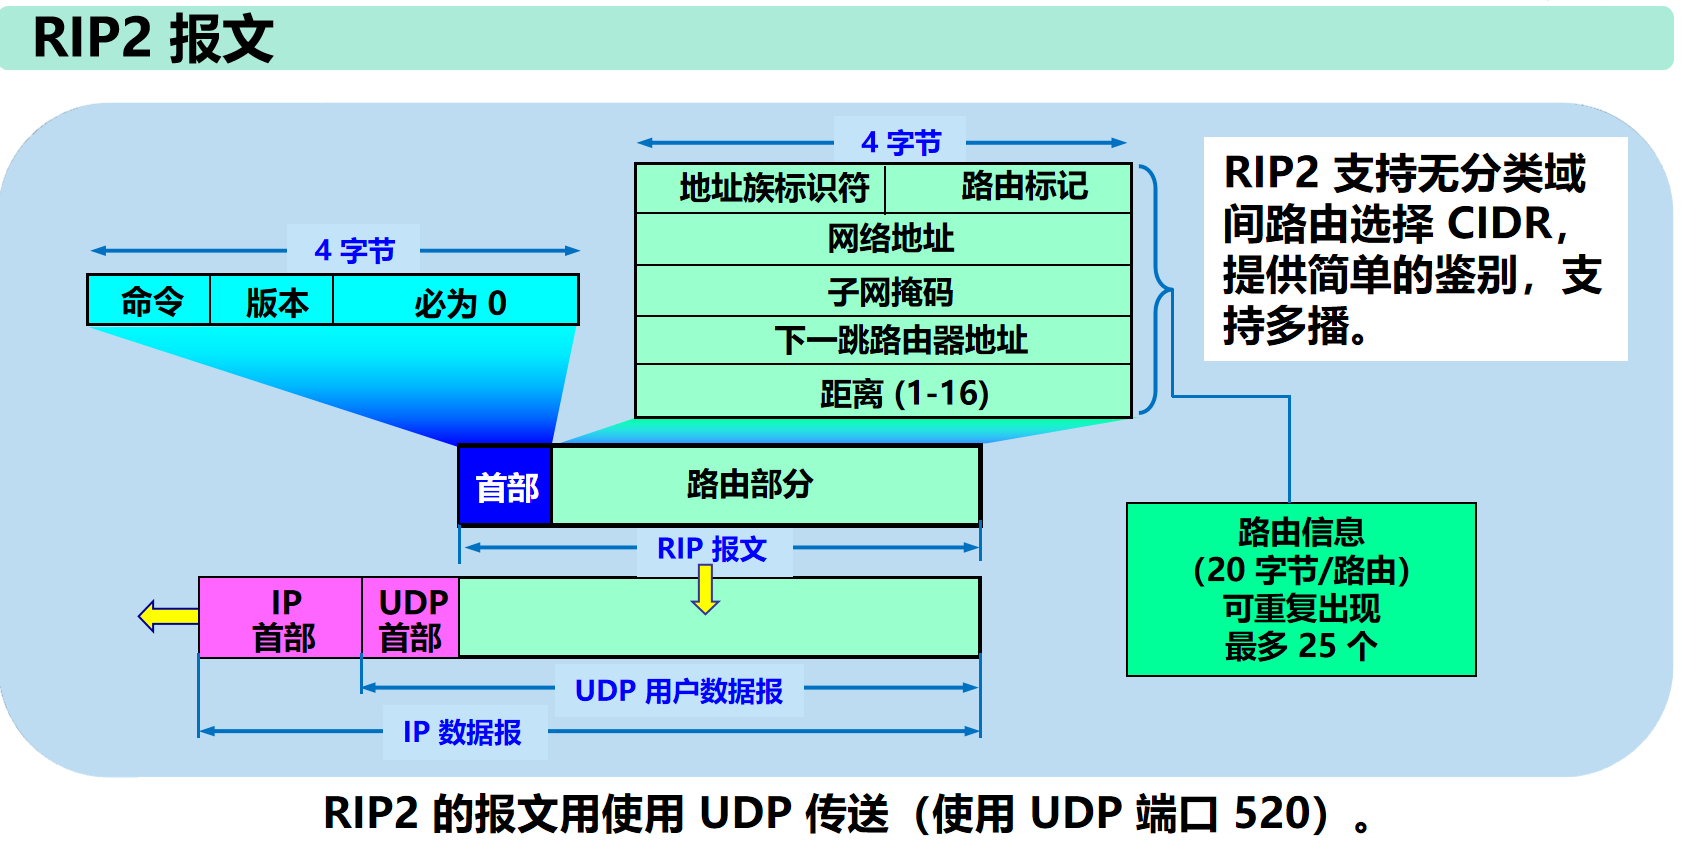 RIP2 报文
4 字节
地址族标识符
路由标记
网络地址
子网掩码
下一跳路由器地址
距离 (1-16)
RIP2 支持无分类域
间路由选择 CIDR，
提供简单的鉴别，支
持多播。
4 字节
命令
版本
必为 0
首部
路由部分
RIP 报文
路由信息
（20 字节/路由）
可重复出现
最多 25 个
IP
首部
UDP
首部
UDP 用户数据报
IP 数据报
RIP2 的报文用使用 UDP 传送（使用 UDP 端口 520）。